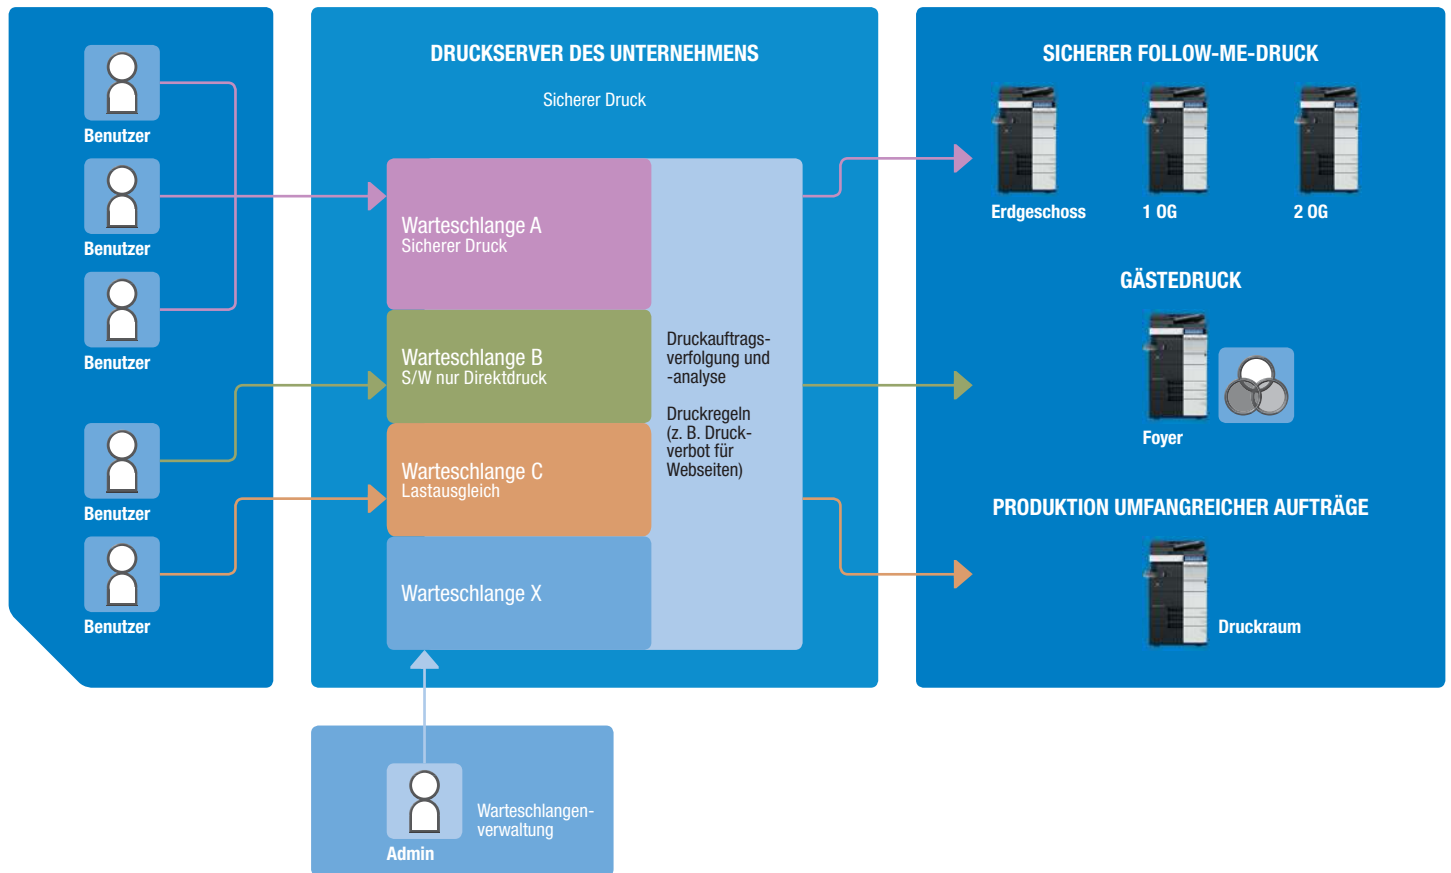 Benutzer
Benutzer
Benutzer
Benutzer
Benutzer
DRUCKSERVER DES UNTERNEHMENS
Sicherer Druck
Warteschlange A
Sicherer Druck
Warteschlange B
S/W nur Direktdruck
Warteschlange C
Lastausgleich
Warteschlange X
Druckauftrags-
verfolgung und
-analyse
Druckregeln
(z. B. Druck-
verbot für
Webseiten)
Admin
Warteschlangen-
verwaltung
SICHERER FOLLOW-ME-DRUCK
Erdgeschoss
1 OG
2 OG
GÄSTEDRUCK
Foyer
PRODUKTION UMFANGREICHER AUFTRÄGE
Druckraum